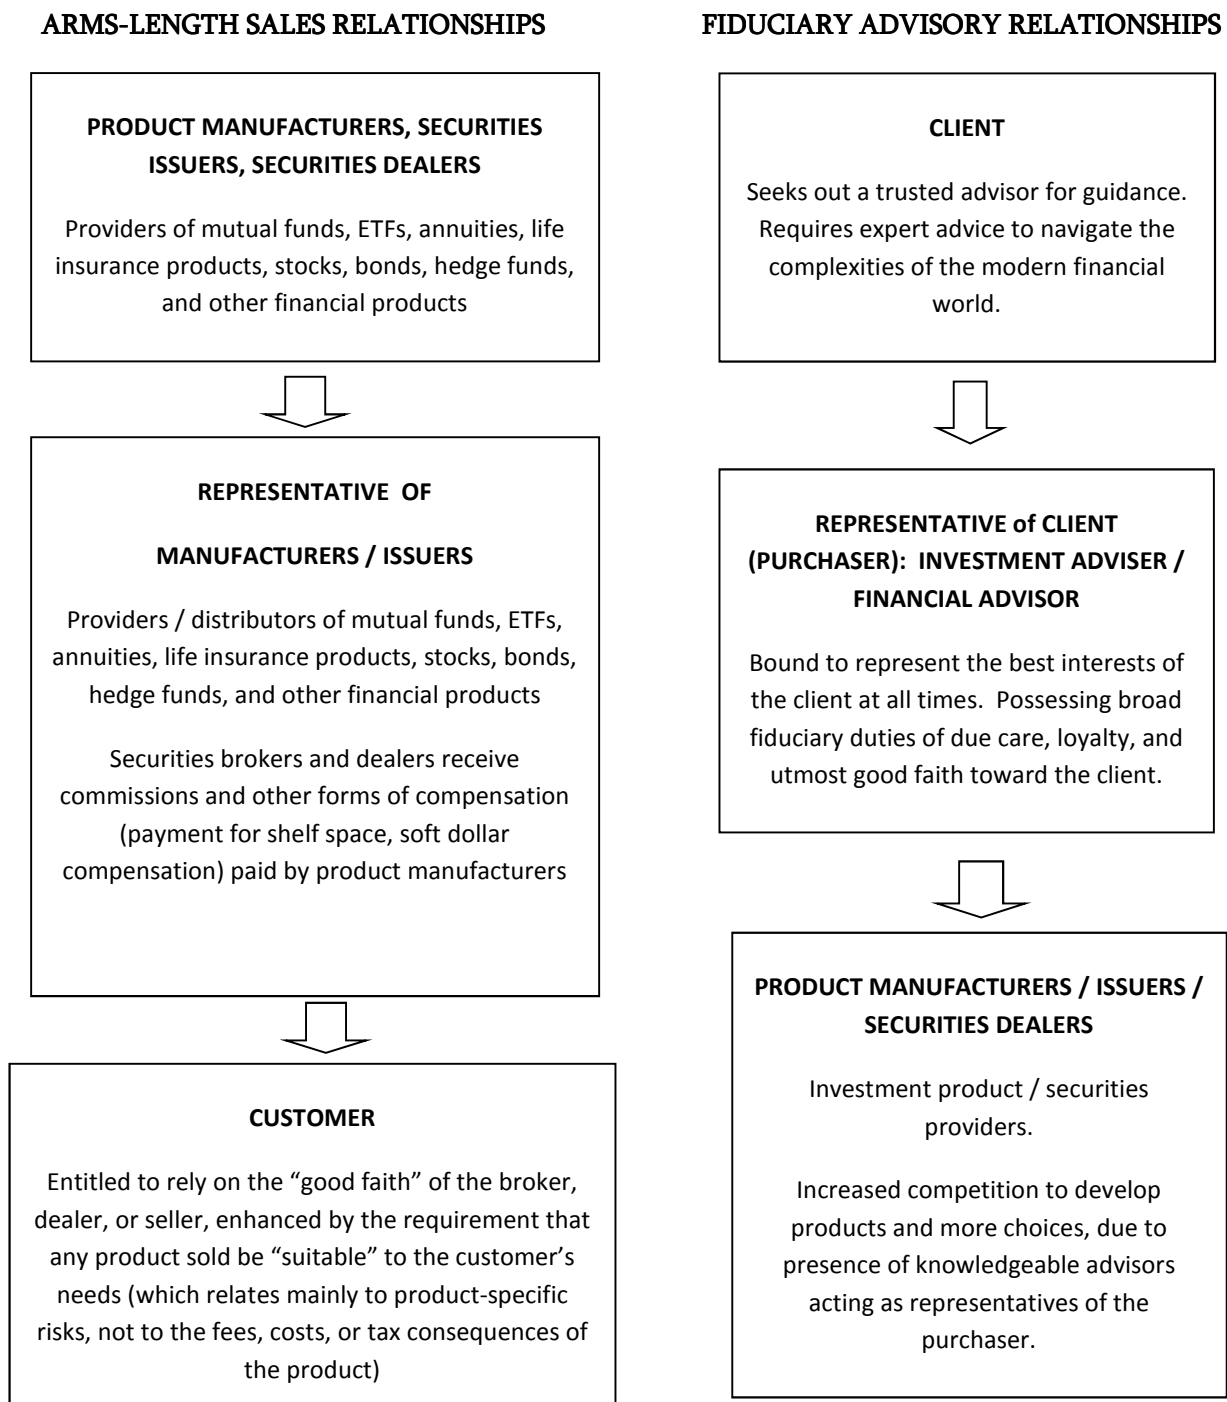 ARMS-LENGTH SALES RELATIONSHIPS
PRODUCT MANUFACTURERS, SECURITIES
ISSUERS, SECURITIES DEALERS
Providers of mutual funds, ETFs, annuities, life
insurance products, stocks, bonds, hedge funds,
and other financial products
REPRESENTATIVE OF
MANUFACTURERS / ISSUERS
Providers / distributors of mutual funds, ETFs,
annuities, life insurance products, stocks, bonds,
hedge funds, and other financial products
Securities brokers and dealers receive
commissions and other forms of compensation
(payment for shelf space, soft dollar
compensation) paid by product manufacturers
CUSTOMER
Entitled to rely on the “good faith” of the broker,
dealer, or seller, enhanced by the requirement that
any product sold be “suitable” to the customer’s
needs (which relates mainly to product-specific
risks, not to the fees, costs, or tax consequences of
the product)
FIDUCIARY ADVISORY RELATIONSHIPS
CLIENT
Seeks out a trusted advisor for guidance.
Requires expert advice to navigate the
complexities of the modern financial
world.
REPRESENTATIVE of CLIENT
(PURCHASER): INVESTMENT ADVISER /
FINANCIAL ADVISOR
Bound to represent the best interests of
the client at all times. Possessing broad
fiduciary duties of due care, loyalty, and
utmost good faith toward the client.
PRODUCT MANUFACTURERS / ISSUERS /
SECURITIES DEALERS
Investment product / securities
providers.
Increased competition to develop
products and more choices, due to
presence of knowledgeable advisors
acting as representatives of the
purchaser.